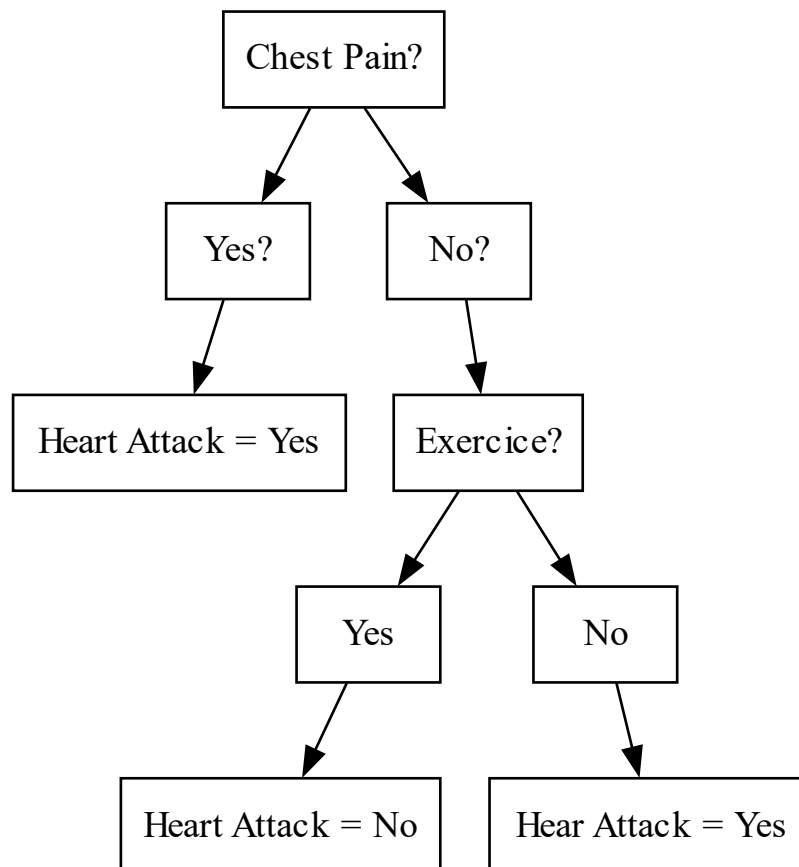 Chest Pain?
Yes?
No?
Heart Attack = Yes
Exercice?
Yes
No
Heart Attack = No
Hear Attack = Yes